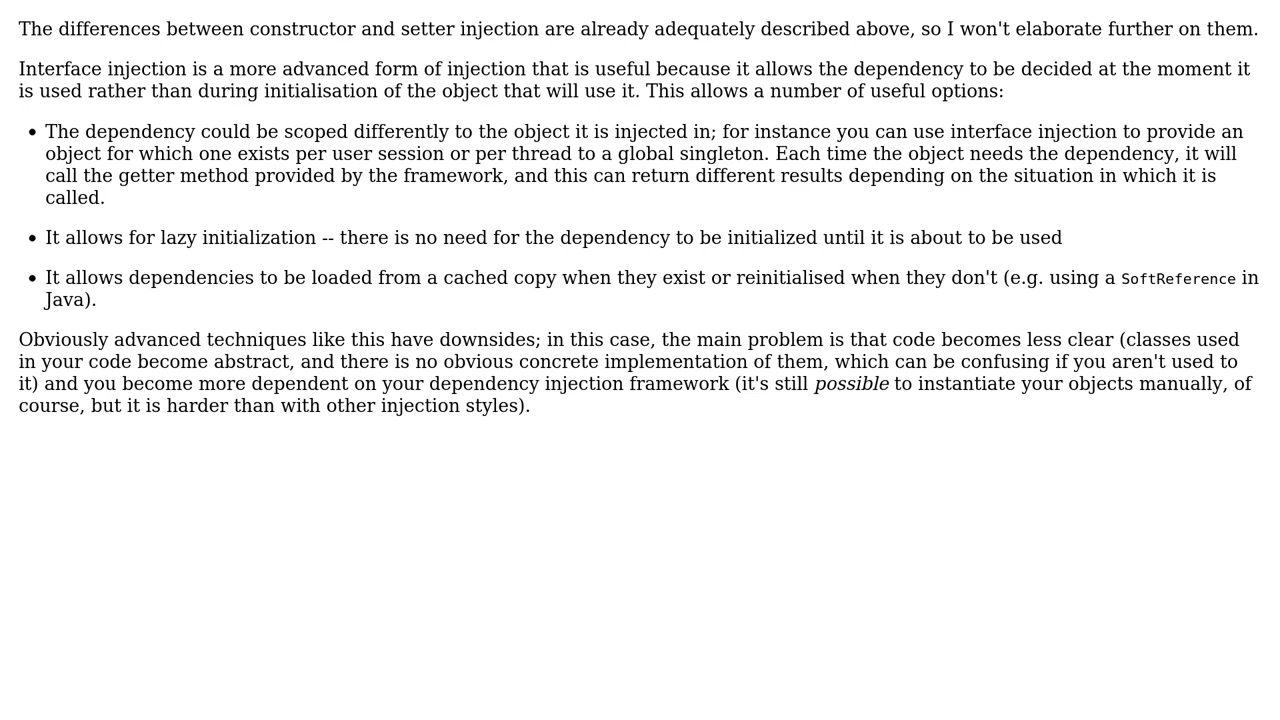 The differences between constructor and setter injection are already adequately described above, so I won't elaborate further on them.
Interface injection is a more advanced form of injection that is useful because it allows the dependency to be decided at the moment it
is used rather than during initialisation of the object that will use it. This allows a number of useful options:
• The dependency could be scoped differently to the object it is injected in; for instance you can use interface injection to provide an
object for which one exists per user session or per thread to a global singleton. Each time the object needs the dependency, it will
call the getter method provided by the framework, and this can return different results depending on the situation in which it is
called.
• It allows for lazy initialization -- there is no need for the dependency to be initialized until it is about to be used
• It allows dependencies to be loaded from a cached copy when they exist or reinitialised when they don't (e.g. using a SoftReference in
Java).
Obviously advanced techniques like this have downsides; in this case, the main problem is that code becomes less clear (classes used
in your code become abstract, and there is no obvious concrete implementation of them, which can be confusing if you aren't used to
it) and you become more dependent on your dependency injection framework (it's still possible to instantiate your objects manually, of
course, but it is harder than with other injection styles).